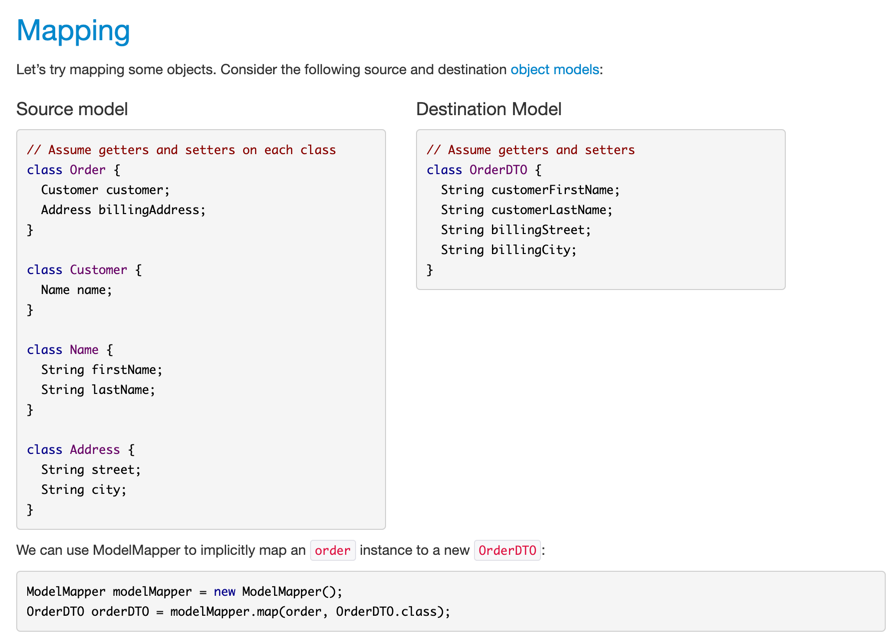 Mapping
Let's try mapping some objects. Consider the following source and destination object models:
Source model
// Assume getters and setters on each class
class Order {
  Customer customer;
  Address billingAddress;
}
class Customer {
  Name name;
}
class Name {
  String firstName;
  String lastName;
}
class Address {
  String street;
  String city;
}
Destination Model
// Assume getters and setters
class OrderDTO {
  String customerFirstName;
  String customerLastName;
  String billingStreet;
  String billingCity;
}
We can use ModelMapper to implicitly map an order instance to a new OrderDTO:
ModelMapper modelMapper = new ModelMapper();
OrderDTO orderDTO = modelMapper.map(order, OrderDTO.class);